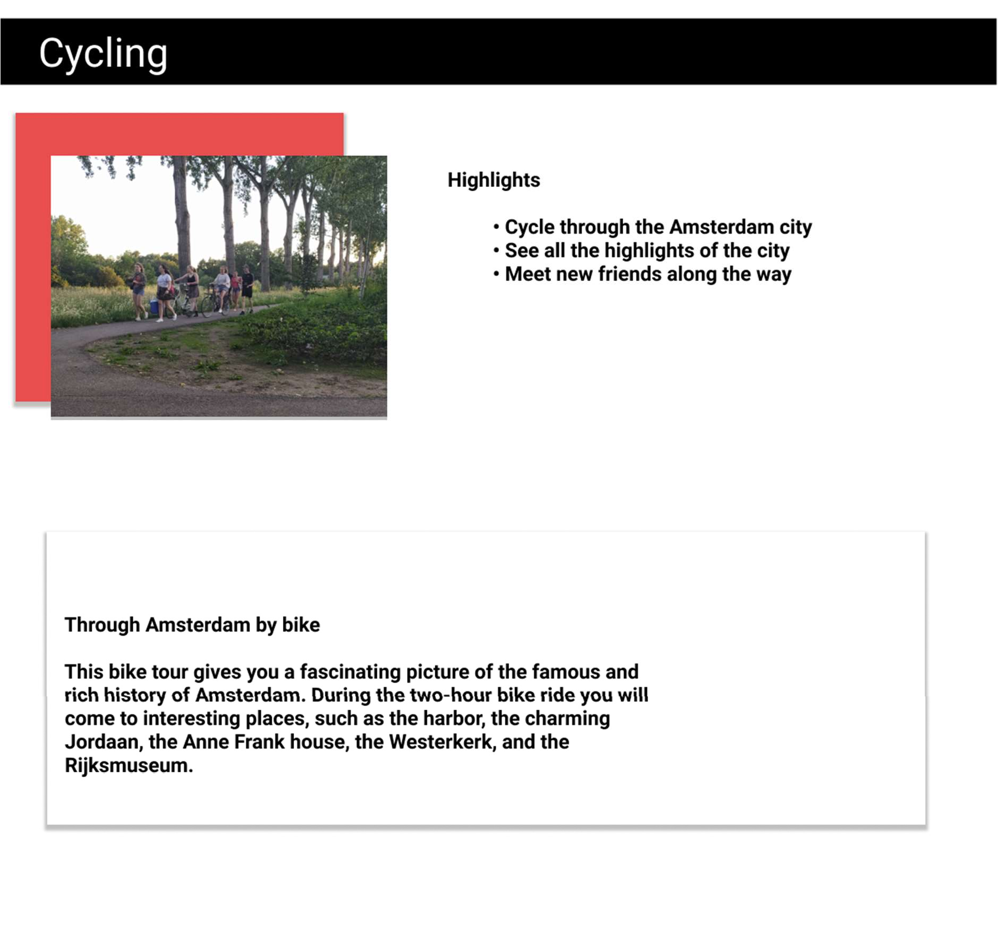 Cycling
Highlights
• Cycle through the Amsterdam city
• See all the highlights of the city
• Meet new friends along the way
Through Amsterdam by bike
This bike tour gives you a fascinating picture of the famous and
rich history of Amsterdam. During the two-hour bike ride you will
come to interesting places, such as the harbor, the charming
Jordaan, the Anne Frank house, the Westerkerk, and the
Rijksmuseum.